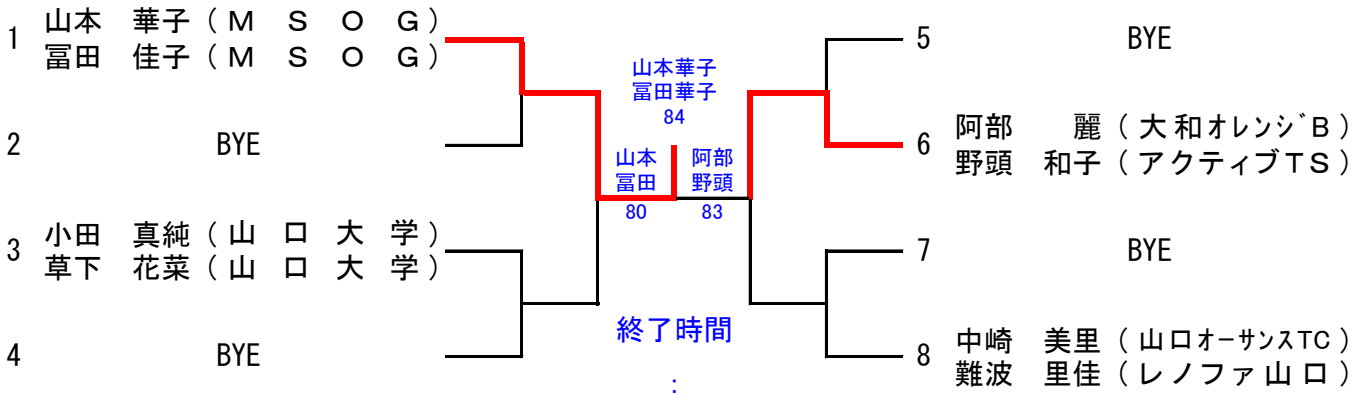 1 山本　華子（Ｍ　Ｓ　Ｏ　Ｇ）
冨田　佳子（Ｍ　Ｓ　Ｏ　Ｇ）
2 BYE
3 小田　真純（山　口　大　学）
草下　花菜（山　口　大　学）
4 BYE
山本華子
冨田華子
84
山本
冨田
80
阿部
野頭
83
終了時間
:
5 BYE
6 阿部　　麗（大和オレンジB）
野頭　和子（アクティブＴＳ）
7 BYE
8 中崎　美里（山口オーサンスTC）
難波　里佳（レノファ山口）